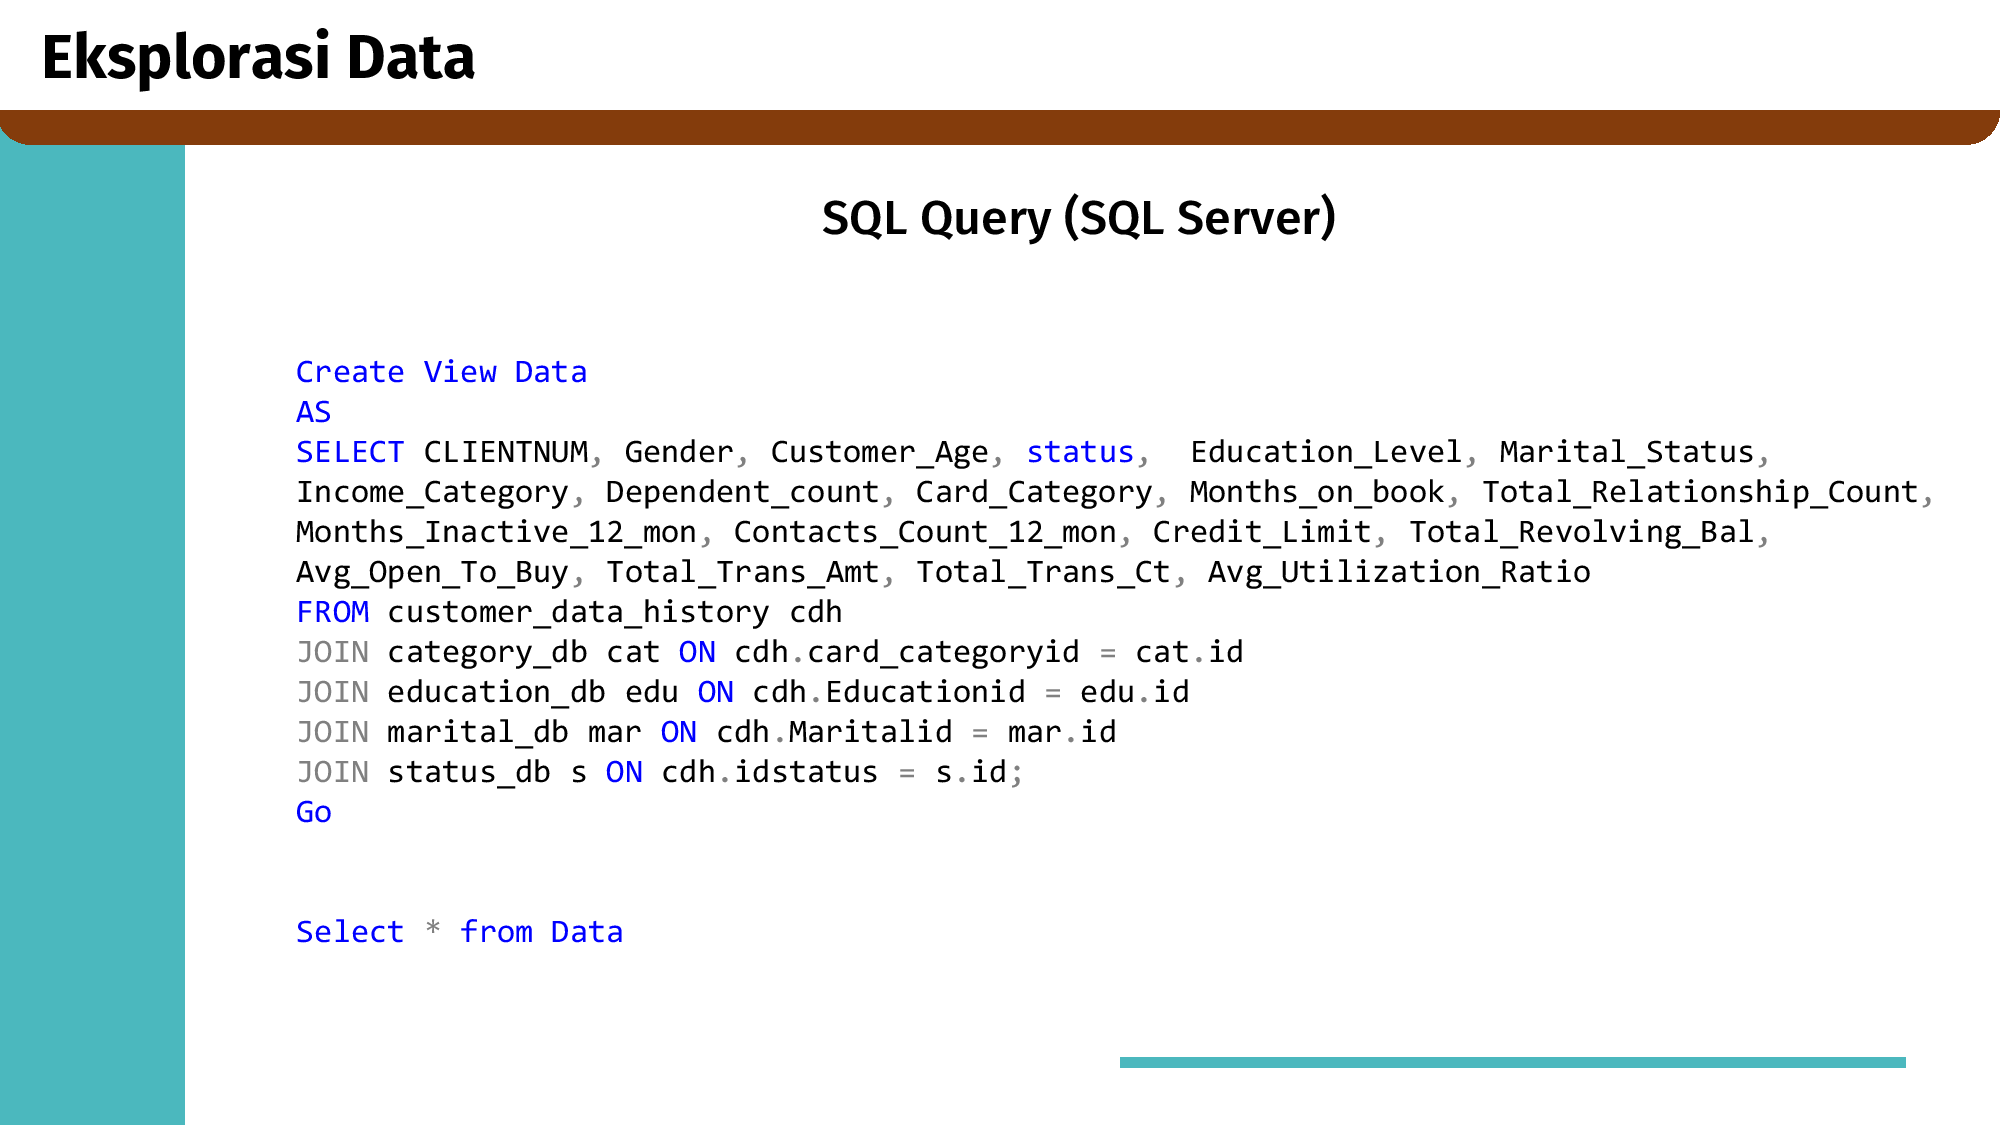 Eksplorasi Data
SQL Query (SQL Server)
Create View Data
AS
SELECT CLIENTNUM, Gender, Customer_Age, status,  Education_Level, Marital_Status,
Income_Category, Dependent_count, Card_Category, Months_on_book, Total_Relationship_Count,
Months_Inactive_12_mon, Contacts_Count_12_mon, Credit_Limit, Total_Revolving_Bal,
Avg_Open_To_Buy, Total_Trans_Amt, Total_Trans_Ct, Avg_Utilization_Ratio
FROM customer_data_history cdh
JOIN category_db cat ON cdh.card_categoryid = cat.id
JOIN education_db edu ON cdh.Educationid = edu.id
JOIN marital_db mar ON cdh.Maritalid = mar.id
JOIN status_db s ON cdh.idstatus = s.id;
Go
Select * from Data